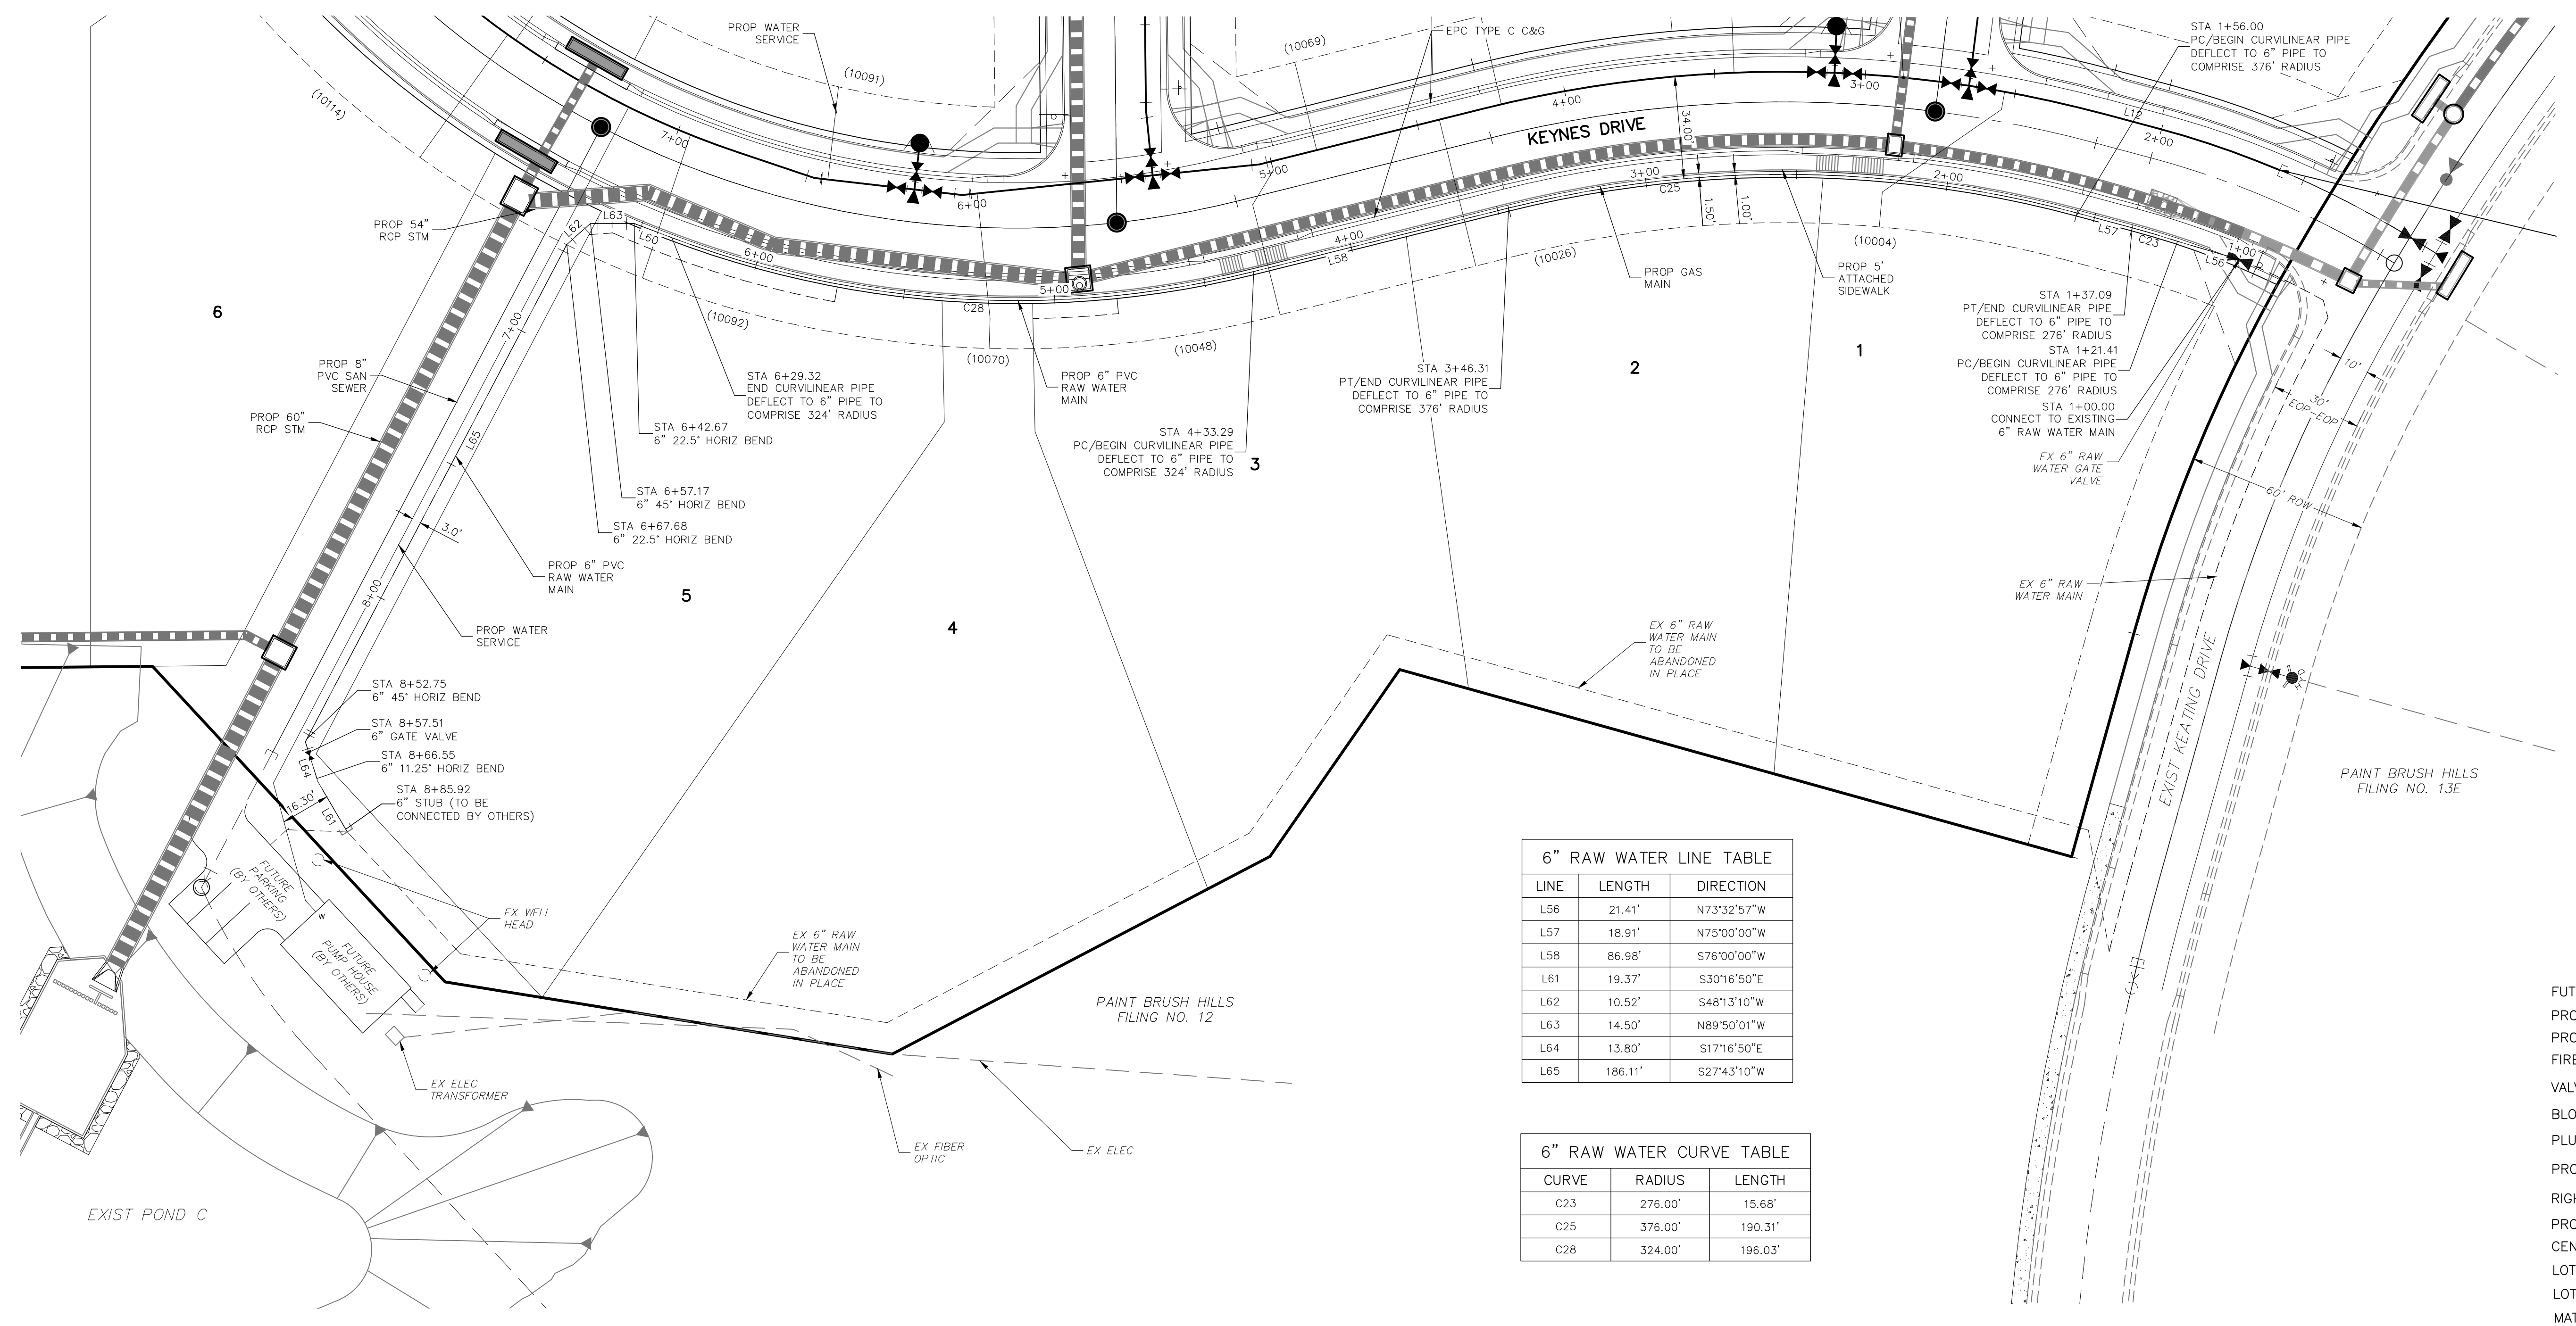 PROP WATER
SERVICE
(10091)
(10069)
EPC TYPE C C&G
STA 1+56.00
PC/BEGIN CURVILINEAR PIPE
DEFLECT TO 6" PIPE TO
COMPRISE 376' RADIUS
(10114)
7+00
4+00
3+00
L12
2+00
34.00'
KEYNES DRIVE
5+00
6+00
PROP 54"
RCP STM
L62
L63
L60
6+00
5+00
C28
4+00
L58
3+00
C25
1.50'
1.00'
2+00
L57
C23
1+00
L56
(10092)
(10070)
(10048)
(10026)
(10004)
PROP GAS
MAIN
PROP 5'
ATTACHED
SIDEWALK
6
7+00
PROP 8"
PVC SAN
SEWER
PROP 60"
RCP STM
L65
STA 6+29.32
END CURVILINEAR PIPE
DEFLECT TO 6" PIPE TO
COMPRISE 324' RADIUS
PROP 6" PVC
RAW WATER
MAIN
STA 6+42.67
6" 22.5° HORIZ BEND
STA 6+57.17
6" 45° HORIZ BEND
STA 6+67.68
6" 22.5° HORIZ BEND
STA 4+33.29
PC/BEGIN CURVILINEAR PIPE
DEFLECT TO 6" PIPE TO
COMPRISE 324' RADIUS
3
STA 3+46.31
PT/END CURVILINEAR PIPE
DEFLECT TO 6" PIPE TO
COMPRISE 376' RADIUS
2
1
STA 1+37.09
PT/END CURVILINEAR PIPE
DEFLECT TO 6" PIPE TO
COMPRISE 276' RADIUS
STA 1+21.41
PC/BEGIN CURVILINEAR PIPE
DEFLECT TO 6" PIPE TO
COMPRISE 276' RADIUS
STA 1+00.00
CONNECT TO EXISTING
6" RAW WATER MAIN
EX 6" RAW
WATER GATE
VALVE
10'
30'
EOP-EOP
60' ROW
3.0'
PROP 6" PVC
RAW WATER
MAIN
8+00
5
4
PROP WATER
SERVICE
EX 6" RAW
WATER MAIN
TO BE
ABANDONED
IN PLACE
EX 6" RAW
WATER MAIN
EXIST KEATING DRIVE
STA 8+52.75
6" 45° HORIZ BEND
STA 8+57.51
6" GATE VALVE
STA 8+66.55
6" 11.25° HORIZ BEND
STA 8+85.92
6" STUB (TO BE
CONNECTED BY OTHERS)
L64
16.30'
L61
PAINT BRUSH HILLS
FILING NO. 13E
FUTURE
PARKING
(BY OTHERS)
W
FUTURE
PUMP HOUSE
(BY OTHERS)
EX WELL
HEAD
EX 6" RAW
WATER MAIN
TO BE
ABANDONED
IN PLACE
PAINT BRUSH HILLS
FILING NO. 12
EX ELEC
TRANSFORMER
EX FIBER
OPTIC
EX ELEC
EXIST POND C
6" RAW WATER LINE TABLE
LINE LENGTH DIRECTION
L56 21.41' N73°32'57"W
L57 18.91' N75°00'00"W
L58 86.98' S76°00'00"W
L61 19.37' S30°16'50"E
L62 10.52' S48°13'10"W
L63 14.50' N89°50'01"W
L64 13.80' S17°16'50"E
L65 186.11' S27°43'10"W
6" RAW WATER CURVE TABLE
CURVE RADIUS LENGTH
C23 276.00' 15.68'
C25 376.00' 190.31'
C28 324.00' 196.03'
FUT
PRO
PRO
FIRE
VAL
BLO
PLU
PRO
RIGH
PRO
CEN
LOT
LOT
MAT